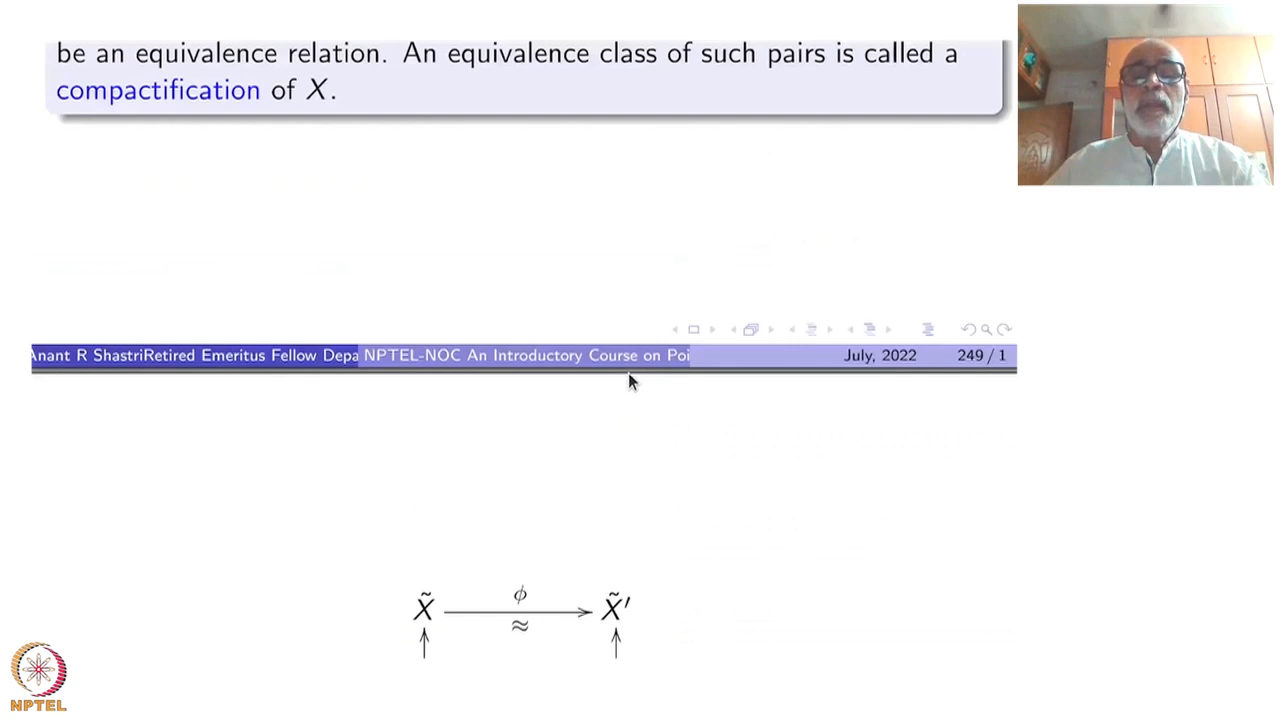 be an equivalence relation. An equivalence class of such pairs is called a
compactification of X.
Anant R ShastriRetired Emeritus Fellow Depa NPTEL-NOC An Introductory Course on Poi July, 2022 249 / 1
ϕ
X̃ X̃′
≈
NPTEL